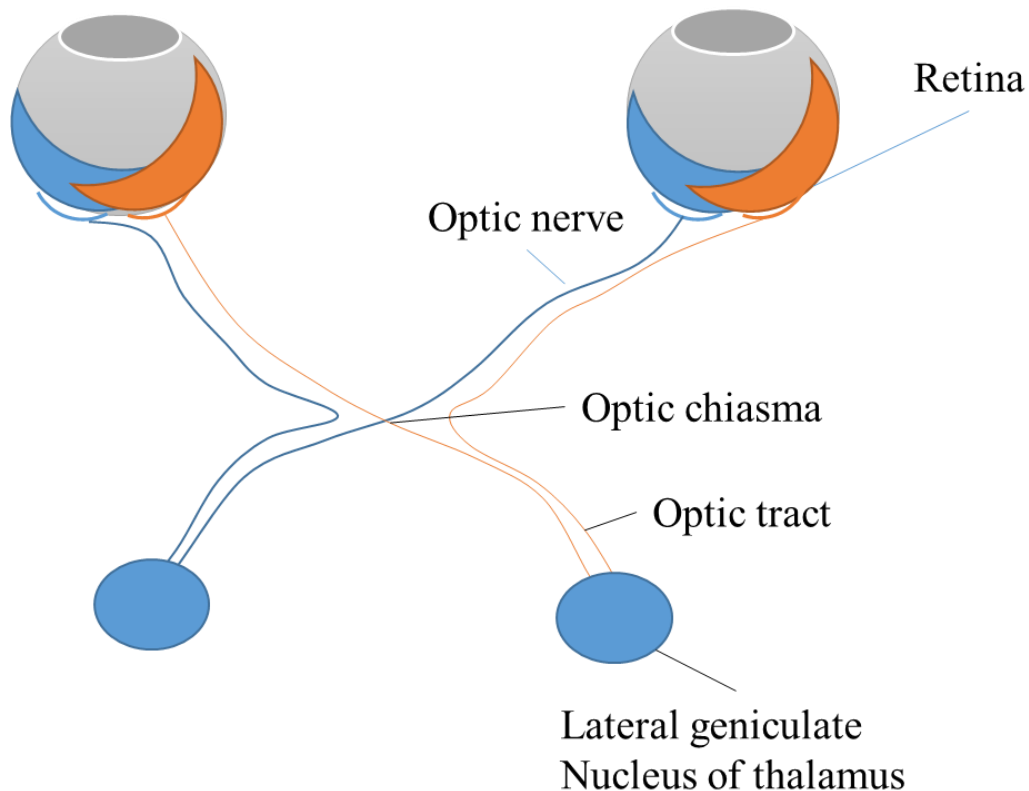 Retina
Optic nerve
Optic chiasma
Optic tract
Lateral geniculate
Nucleus of thalamus